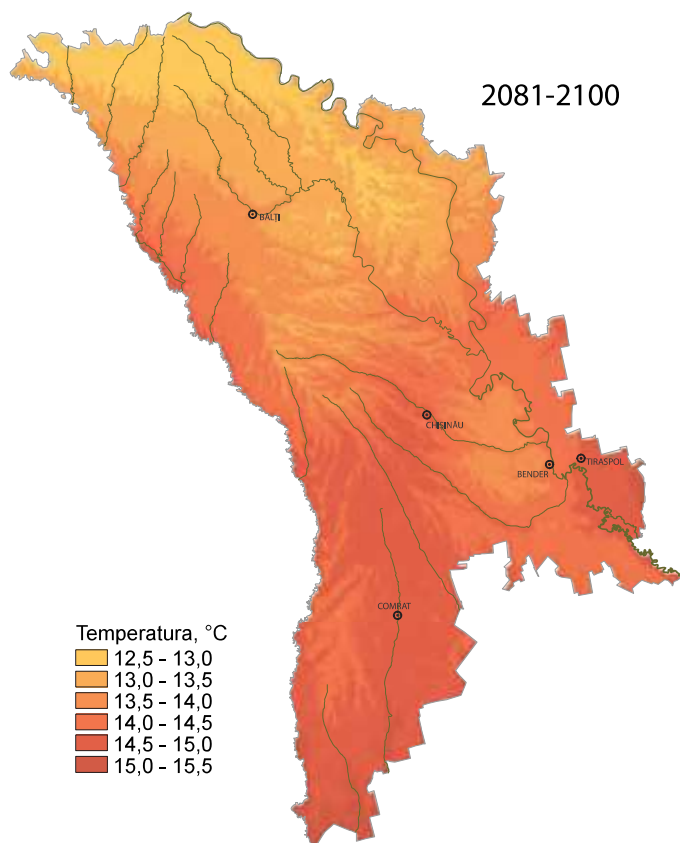 2081-2100
BĂLȚI
CHIȘINĂU
TIRASPOL
BENDER
COMRAT
Temperatura, °C
12,5 - 13,0
13,0 - 13,5
13,5 - 14,0
14,0 - 14,5
14,5 - 15,0
15,0 - 15,5